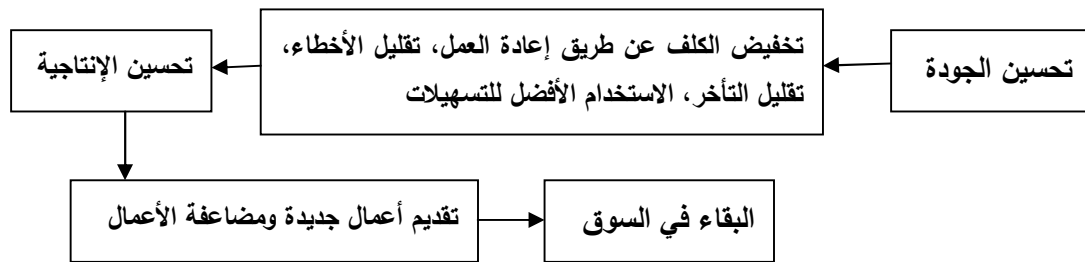 تحسين الجودة
تخفيض الكلف عن طريق إعادة العمل، تقليل الأخطاء،
تقليل التأخر، الاستخدام الأفضل للتسهيلات
تحسين الإنتاجية
تقديم أعمال جديدة ومضاعفة الأعمال
البقاء في السوق